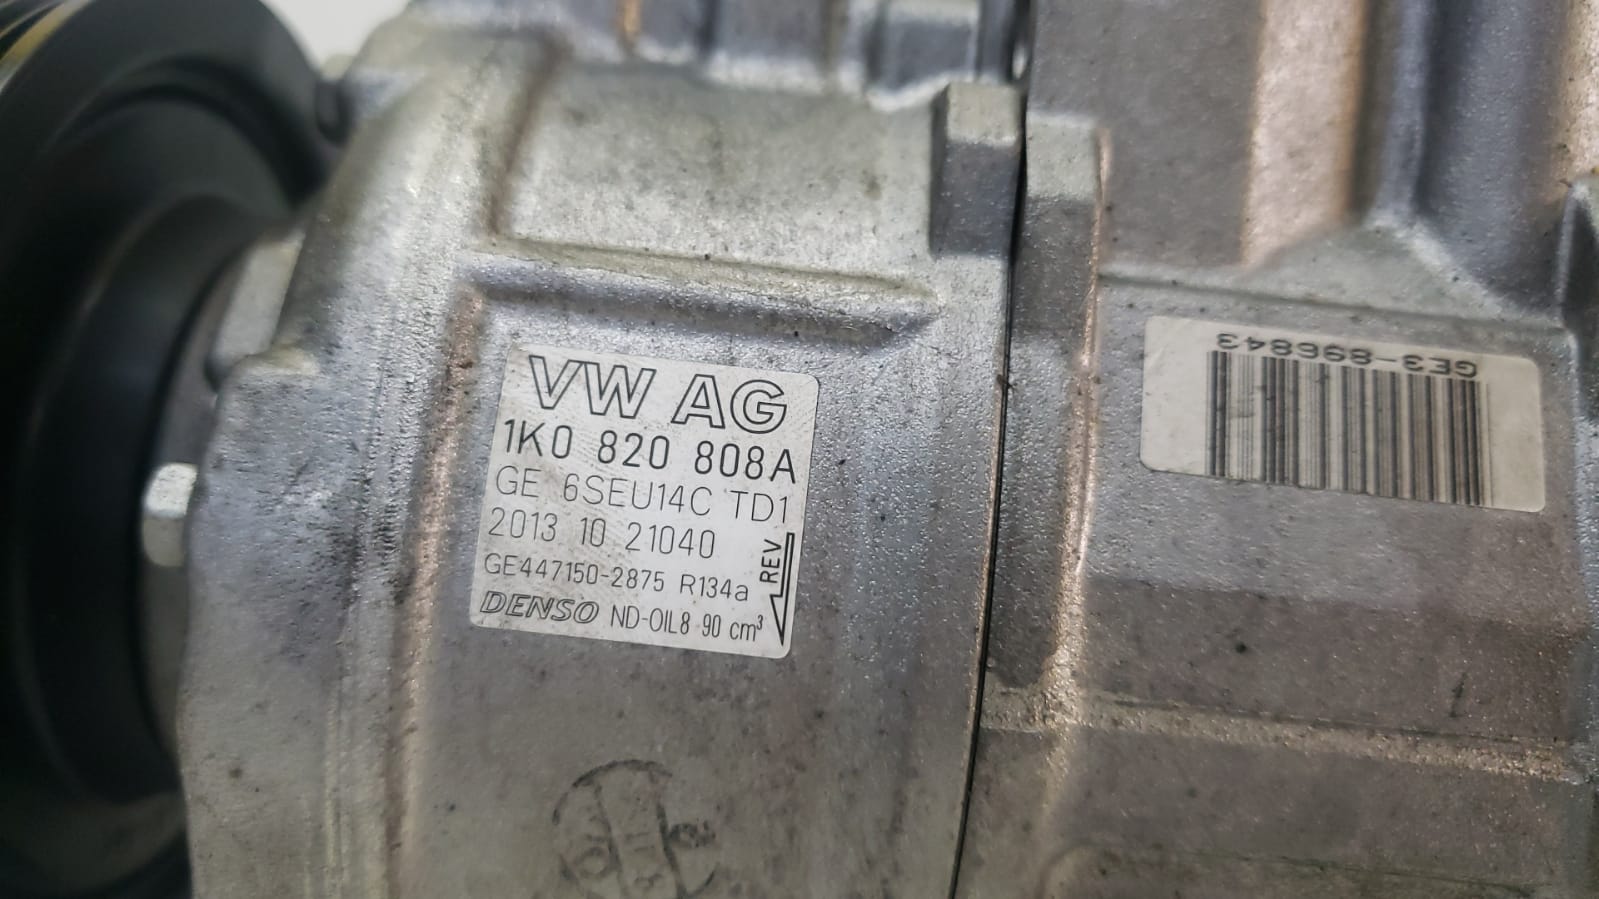 VW AG
1K0 820 808A
GE 6SEU14C TD1
2013 10 21040
GE447150-2875 R134a
DENSO ND-OIL8 90 cm³
REV
GE3-896843